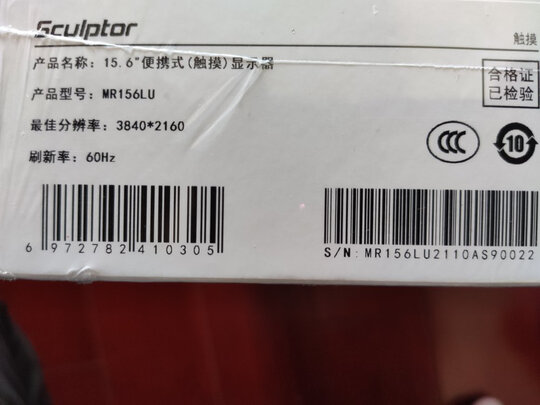 Sculptor
触摸
产品名称：15.6"便携式(触摸)显示器
产品型号：MR156LU
最佳分辨率：3840*2160
刷新率：60Hz
合格证
已检验
CCC
10
6 972782 410305
S/N:MR156LU2110AS90022